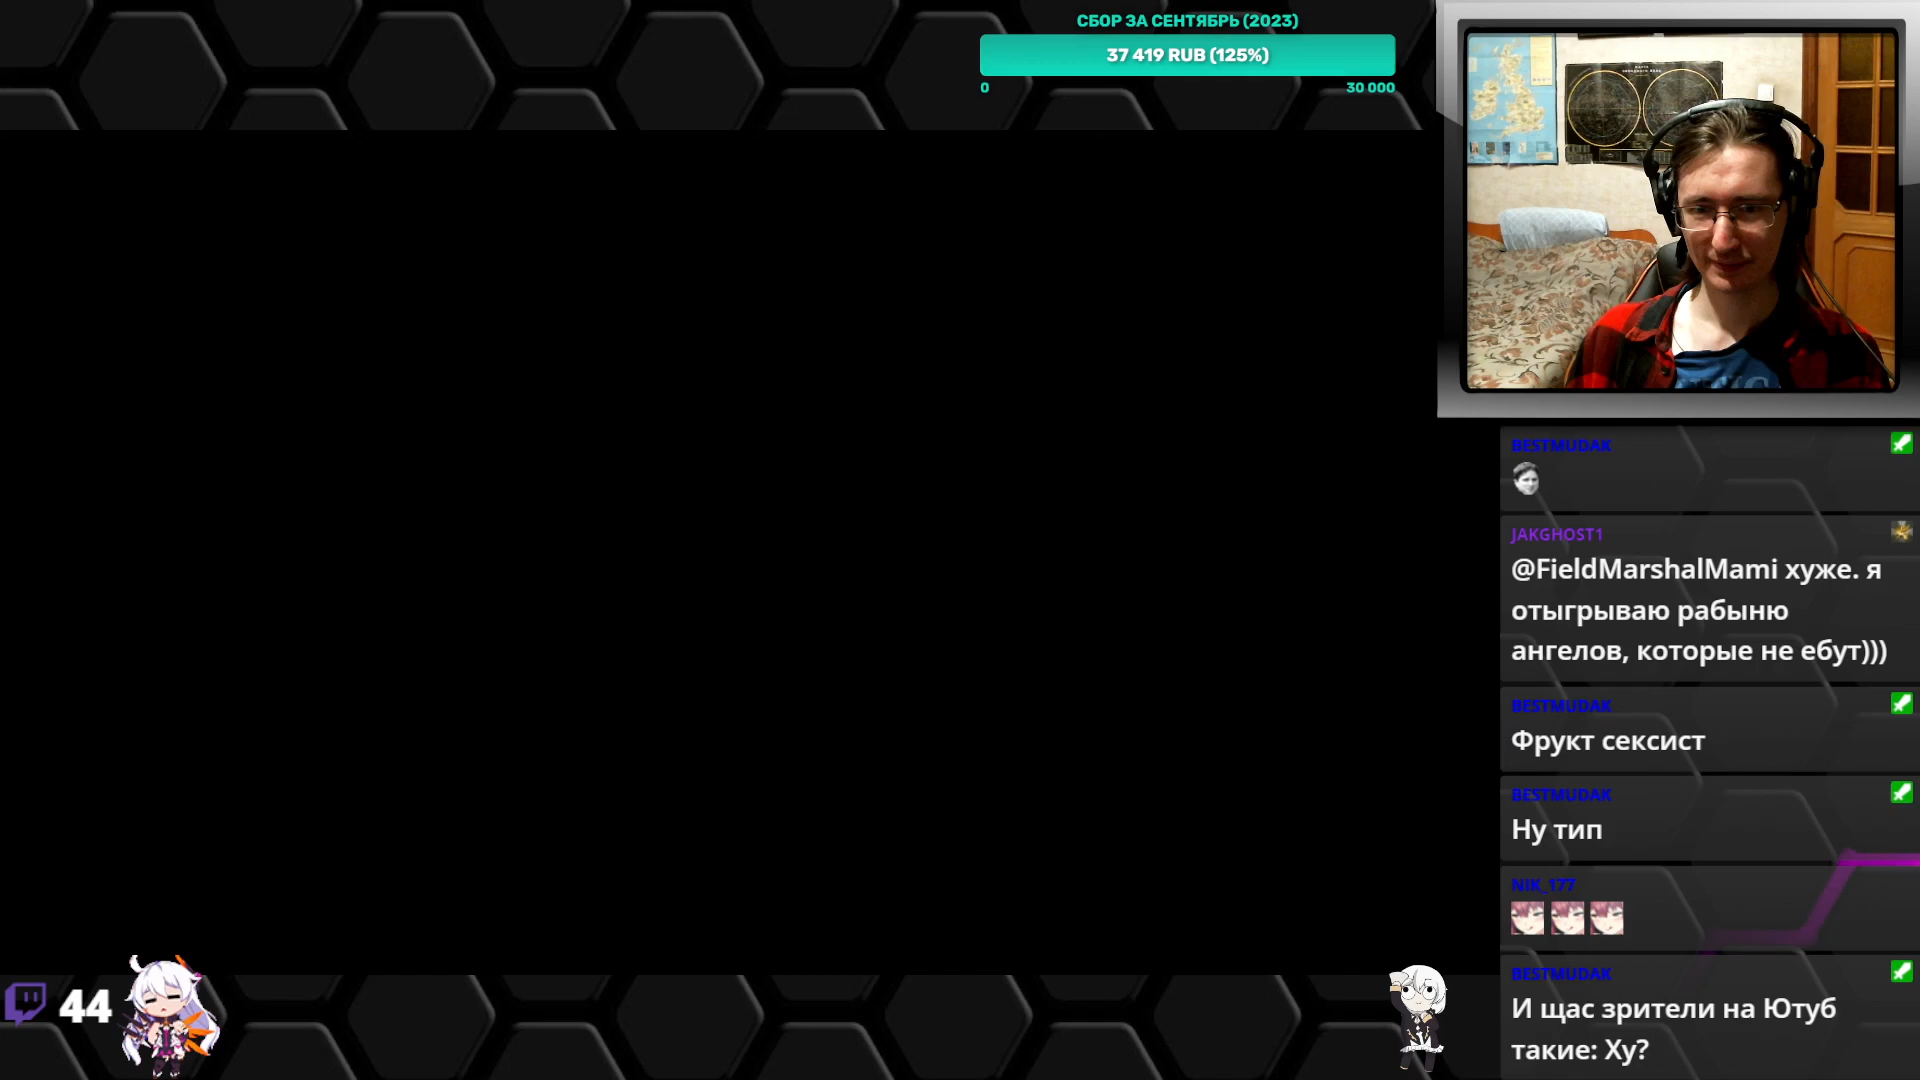 СБОР ЗА СЕНТЯБРЬ (2023)
37 419 RUB (125%)
0
30 000
BESTMUDAK
JAKGHOST1
@FieldMarshalMami хуже. я
отыгрываю рабыню
ангелов, которые не ебут)))
BESTMUDAK
Фрукт сексист
BESTMUDAK
Ну тип
NIK_177
BESTMUDAK
И щас зрители на Ютуб
такие: Ху?
44